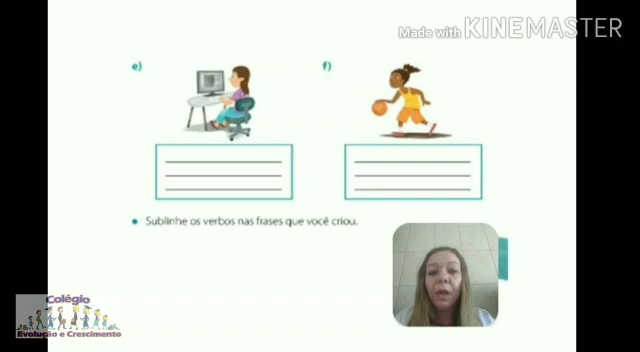 Made with KINEMASTER
e)
f)
• Sublinhe os verbos nas frases que você criou.
Colégio
Evolução e Crescimento